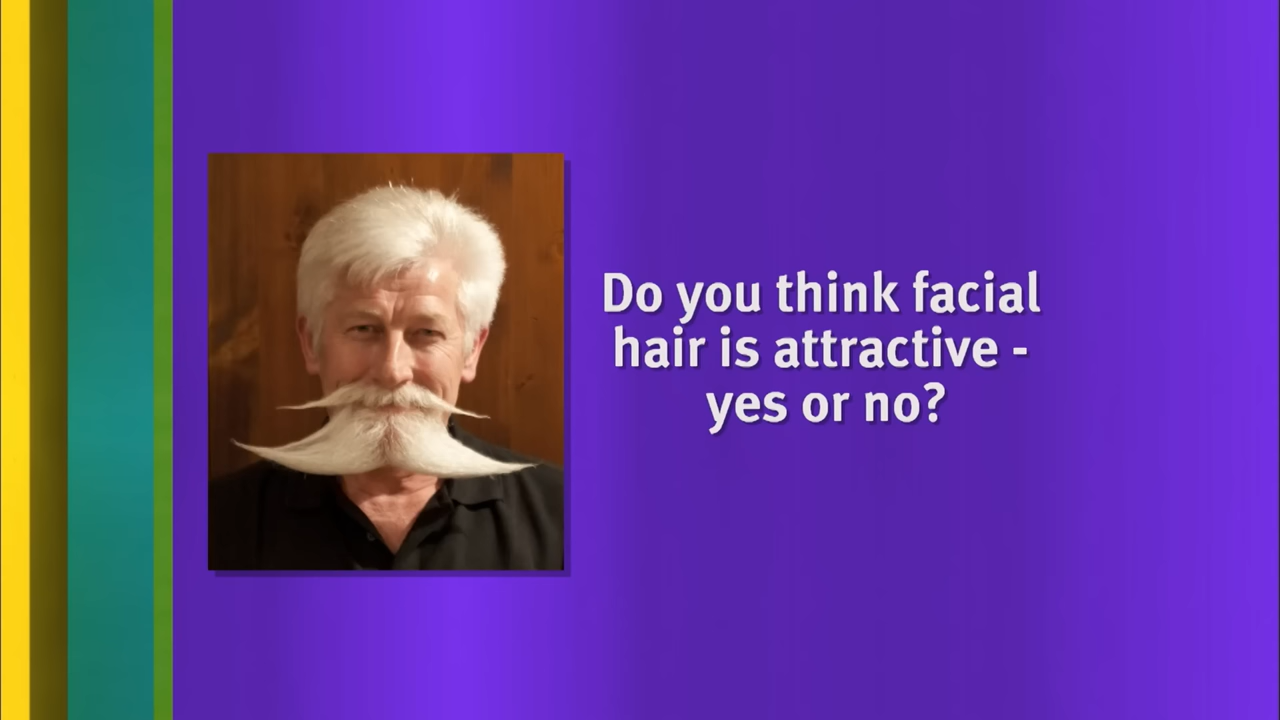 Do you think facial
hair is attractive -
yes or no?